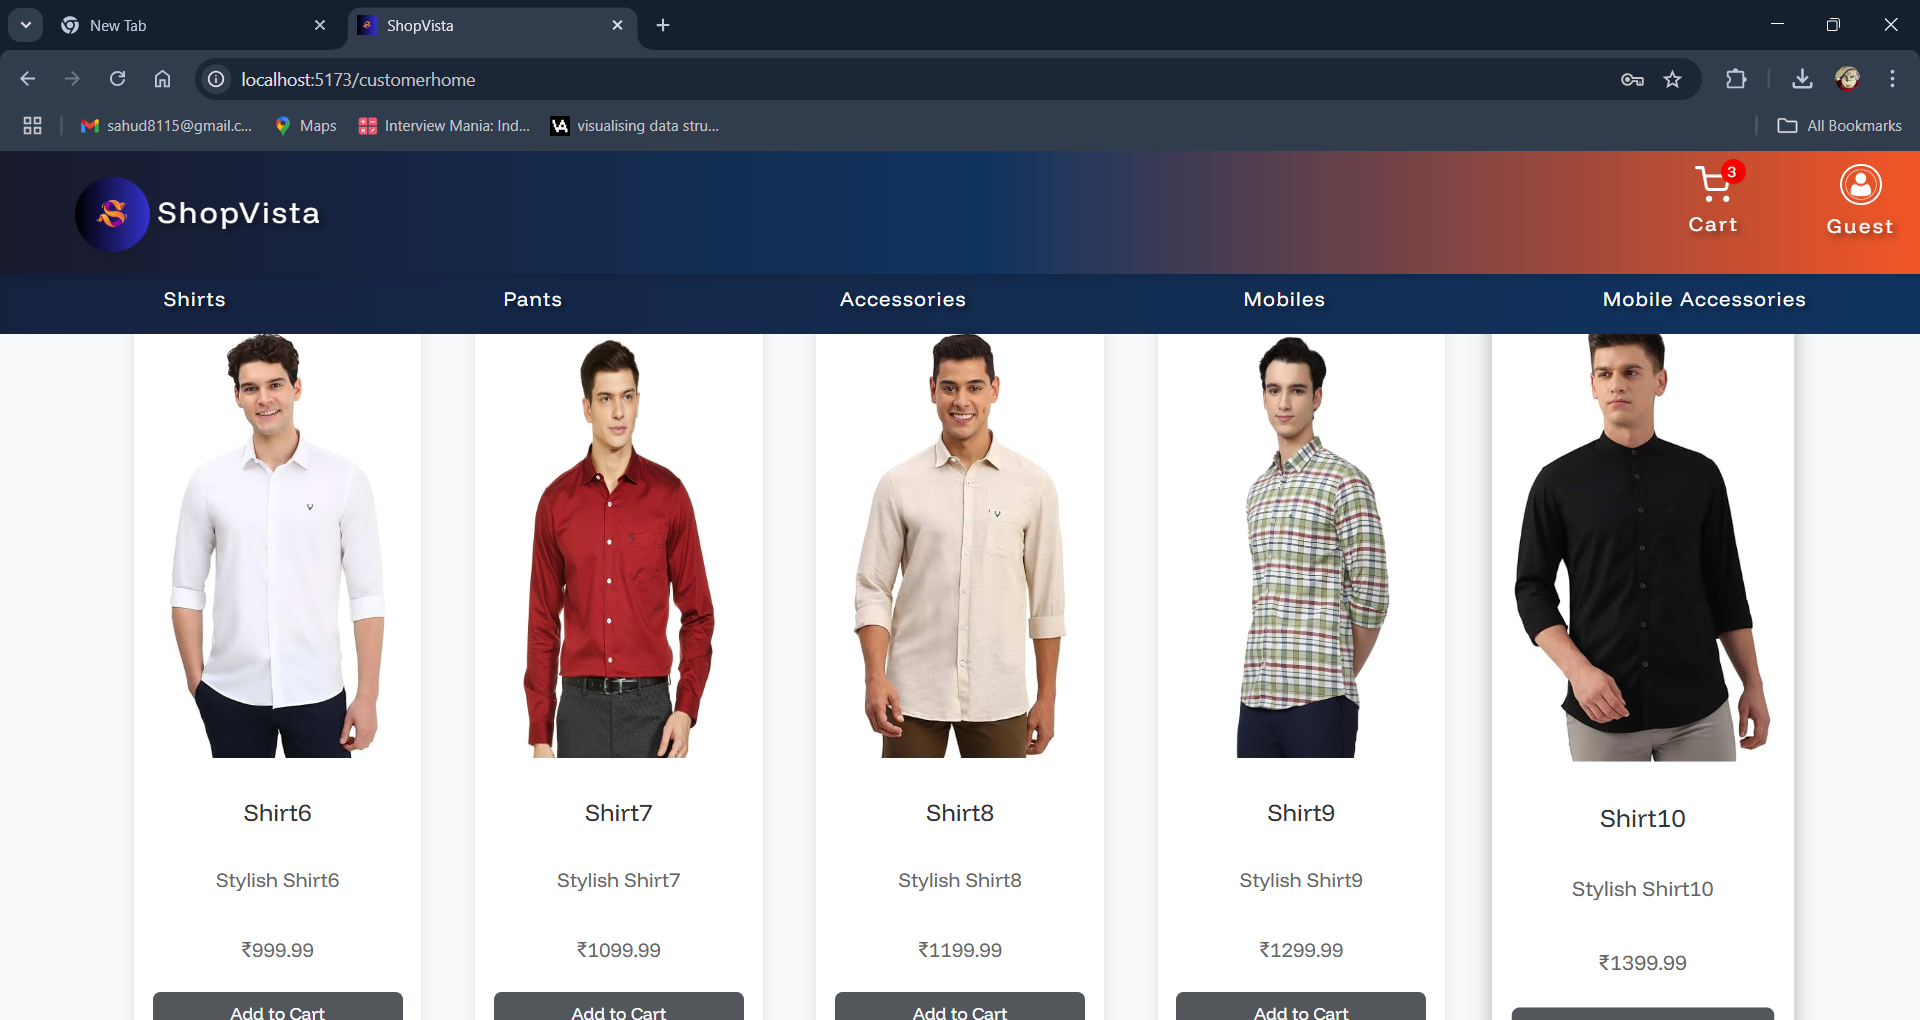 New Tab
ShopVista
localhost:5173/customerhome
sahud8115@gmail.c...
Maps
Interview Mania: Ind...
visualising data stru...
All Bookmarks
ShopVista
3
Cart
Guest
Shirts
Pants
Accessories
Mobiles
Mobile Accessories
Shirt6
Shirt7
Shirt8
Shirt9
Shirt10
Stylish Shirt6
Stylish Shirt7
Stylish Shirt8
Stylish Shirt9
Stylish Shirt10
₹999.99
₹1099.99
₹1199.99
₹1299.99
₹1399.99
Add to Cart
Add to Cart
Add to Cart
Add to Cart